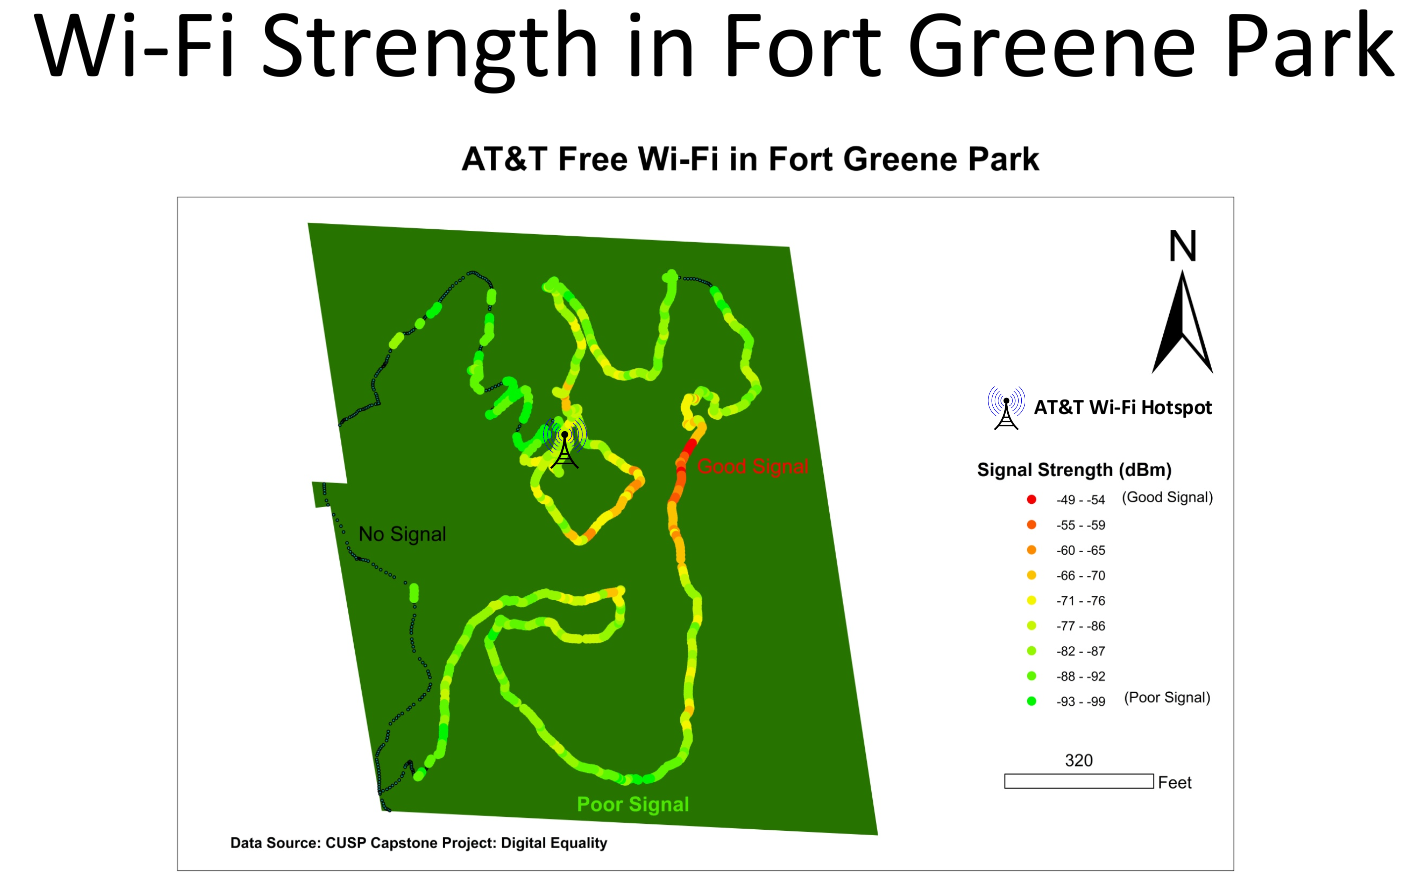 Wi-Fi Strength in Fort Greene Park
AT&T Free Wi-Fi in Fort Greene Park
N
AT&T Wi-Fi Hotspot
Good Signal
Signal Strength (dBm)
-49 - -54 (Good Signal)
-55 - -59
-60 - -65
-66 - -70
-71 - -76
-77 - -86
-82 - -87
-88 - -92
-93 - -99 (Poor Signal)
No Signal
320
Feet
Poor Signal
Data Source: CUSP Capstone Project: Digital Equality